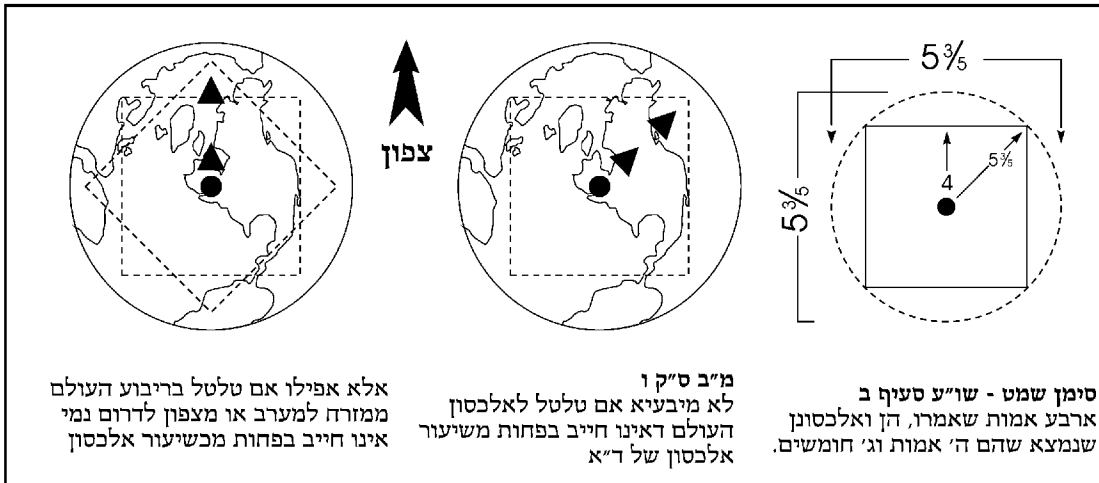 5⅗
5⅗
4
5⅗
סימן שמט - שו״ע סעיף ב
ארבע אמות שאמרו, הן ואלכסונן
שנמצא שהם ה׳ אמות וג׳ חומשים.
צפון
מ״ב ס״ק ו
לא מיבעיא אם טלטל לאלכסון
העולם דאינו חייב בפחות משיעור
אלכסון של ד״א
אלא אפילו אם טלטל בריבוע העולם
ממזרח למערב או מצפון לדרום נמי
אינו חייב בפחות מכשיעור אלכסון